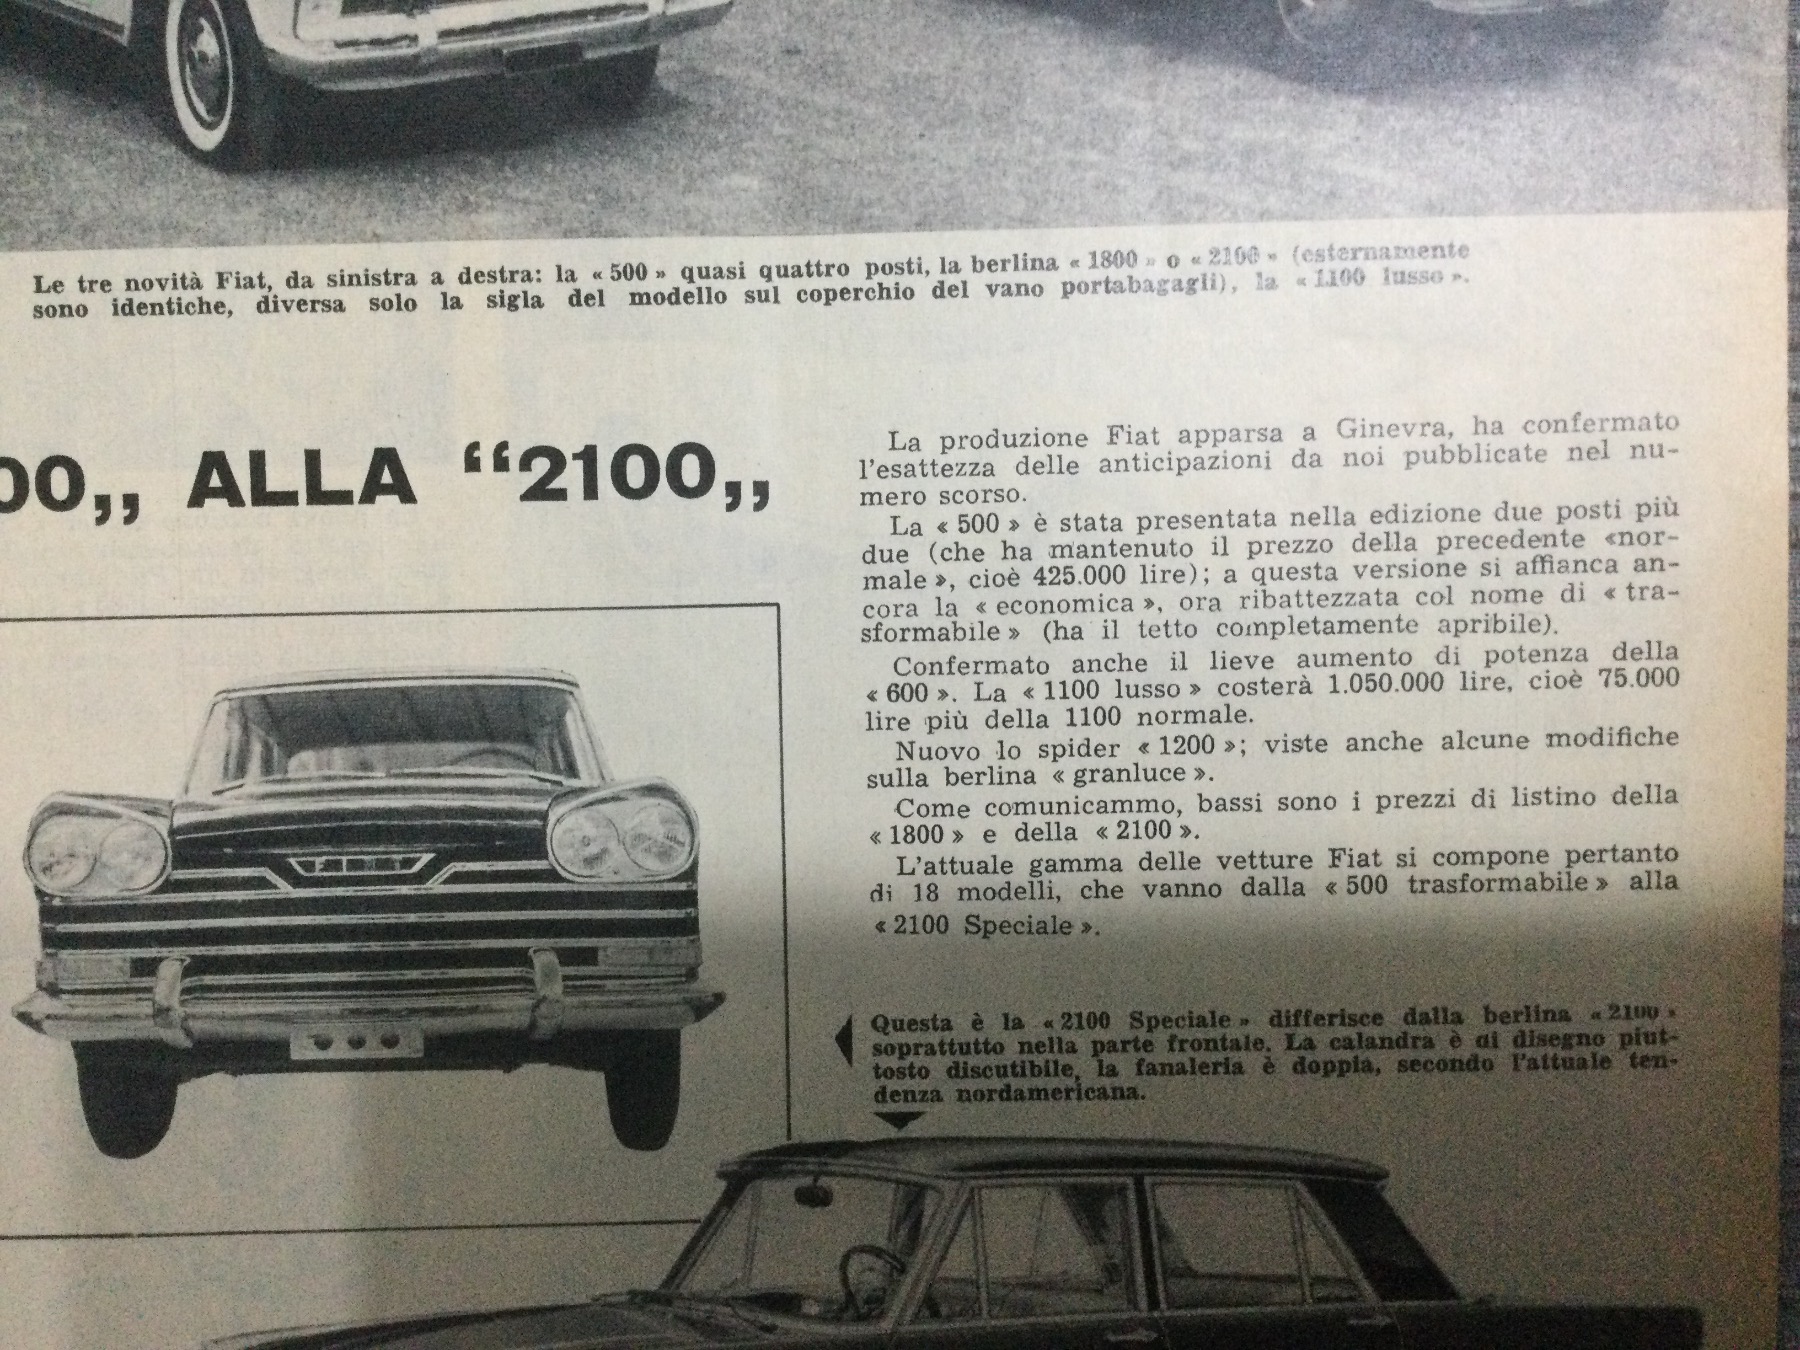 Le tre novità Fiat, da sinistra a destra: la « 500 » quasi quattro posti, la berlina « 1800 » o « 2100 » (esternamente
sono identiche, diversa solo la sigla del modello sul coperchio del vano portabagagli), la « 1100 lusso ».
00„ ALLA “2100„
La produzione Fiat apparsa a Ginevra, ha confermato
l'esattezza delle anticipazioni da noi pubblicate nel nu-
mero scorso.
La « 500 » è stata presentata nella edizione due posti più
due (che ha mantenuto il prezzo della precedente «nor-
male », cioè 425.000 lire); a questa versione si affianca an-
cora la « economica », ora ribattezzata col nome di « tra-
sformabile » (ha il tetto completamente apribile).
Confermato anche il lieve aumento di potenza della
« 600 ». La « 1100 lusso » costerà 1.050.000 lire, cioè 75.000
lire più della 1100 normale.
Nuovo lo spider « 1200 »; viste anche alcune modifiche
sulla berlina « granluce ».
Come comunicammo, bassi sono i prezzi di listino della
« 1800 » e della « 2100 ».
L'attuale gamma delle vetture Fiat si compone pertanto
di 18 modelli, che vanno dalla « 500 trasformabile » alla
« 2100 Speciale ».
FIAT
Questa è la « 2100 Speciale » differisce dalla berlina « 2100 »
soprattutto nella parte frontale. La calandra è di disegno piut-
tosto discutibile, la fanaleria è doppia, secondo l'attuale ten-
denza nordamericana.